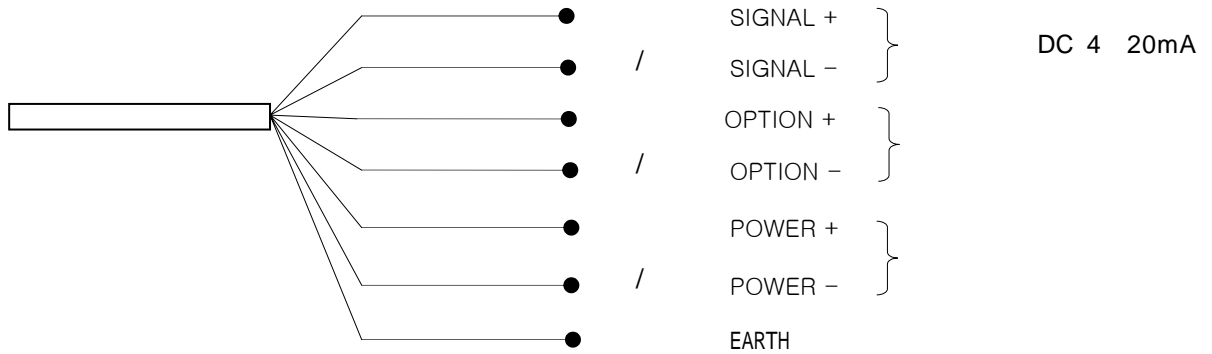 SIGNAL +
DC 4 20mA
/ SIGNAL −
OPTION +
/ OPTION −
POWER +
/ POWER −
EARTH